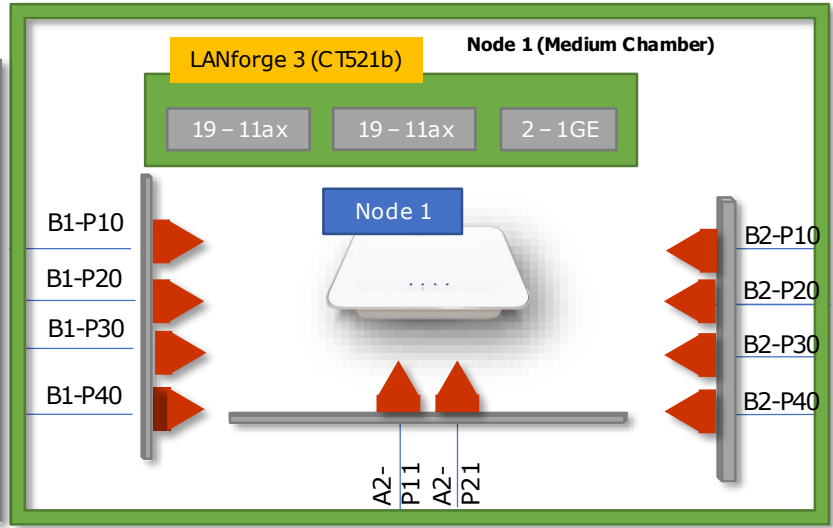 Node 1 (Medium Chamber)
LANforge 3 (CT521b)
19 – 11ax
19 – 11ax
2 – 1GE
Node 1
B1-P10
B1-P20
B1-P30
B1-P40
B2-P10
B2-P20
B2-P30
B2-P40
A2-
P11
A2-
P21